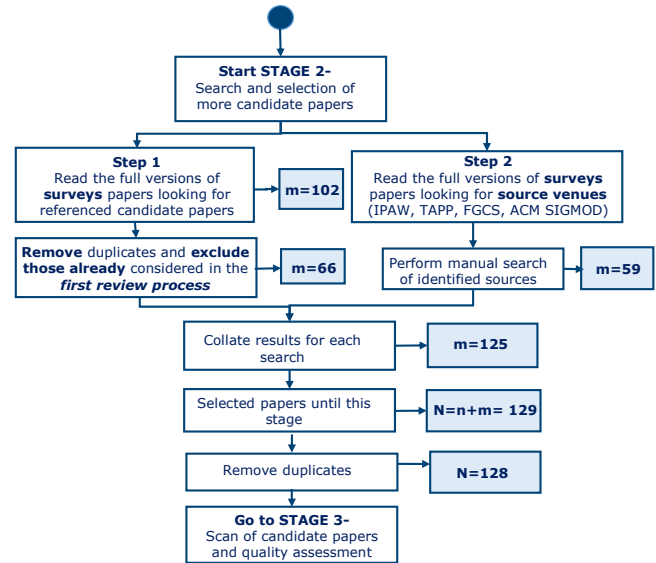 Start STAGE 2-
Search and selection of
more candidate papers
Step 1
Read the full versions of
surveys papers looking for
referenced candidate papers
m=102
Step 2
Read the full versions of surveys
papers looking for source venues
(IPAW, TAPP, FGCS, ACM SIGMOD)
Remove duplicates and exclude
those already considered in the
first review process
m=66
Perform manual search
of identified sources
m=59
Collate results for each
search
m=125
Selected papers until this
stage
N=n+m= 129
Remove duplicates
N=128
Go to STAGE 3-
Scan of candidate papers
and quality assessment